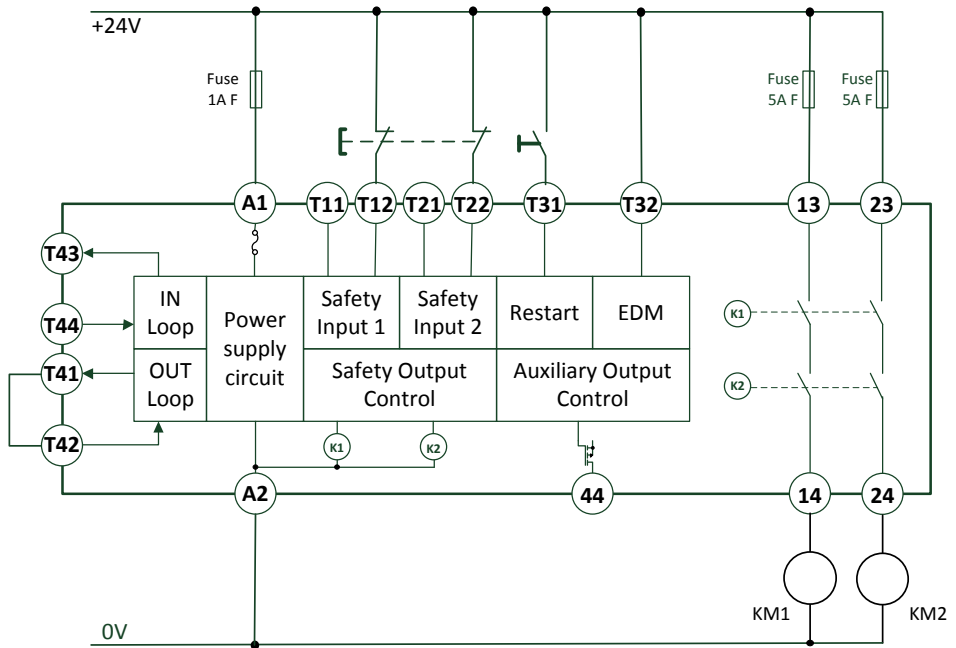 +24V
Fuse
1A F
Fuse
5A F
Fuse
5A F
A1
T11
T12
T21
T22
T31
T32
13
23
T43
T44
T41
T42
IN
Loop
OUT
Loop
Power
supply
circuit
Safety
Input 1
Safety
Input 2
Restart
EDM
Safety Output
Control
Auxiliary Output
Control
K1
K2
K1
K2
A2
44
14
24
KM1
KM2
0V